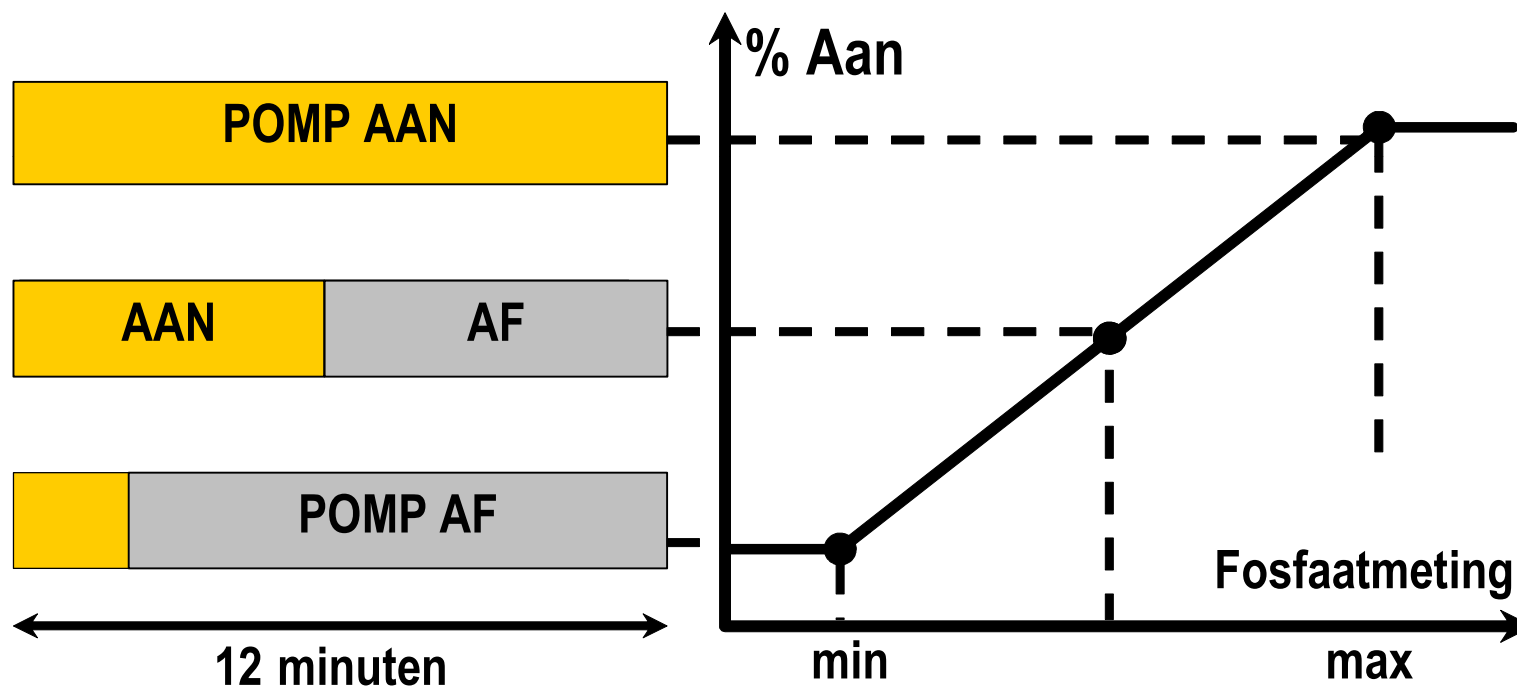 % Aan
POMP AAN
AAN AF
POMP AF
Fosfaatmeting
12 minuten
min max